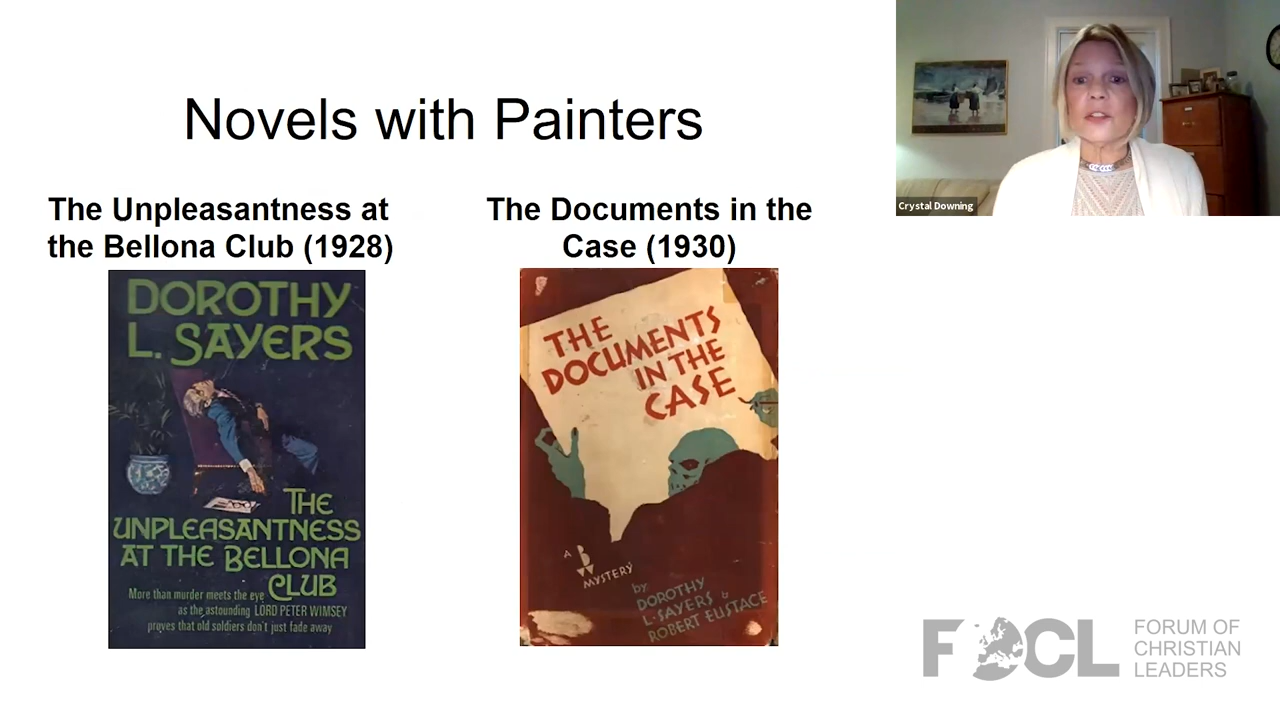 Novels with Painters
The Unpleasantness at
the Bellona Club (1928)
DOROTHY
L. SAYERS
THE
UNPLEASANTNESS
AT THE BELLONA
CLUB
More than murder meets the eye
as the astounding LORD PETER WIMSEY
proves that old soldiers don't just fade away
The Documents in the
Case (1930)
THE
DOCUMENTS
IN THE
CASE
A
B
W
MYSTERY
by
DOROTHY
L. SAYERS &
ROBERT EUSTACE
Crystal Downing
FOCL
FORUM OF
CHRISTIAN
LEADERS